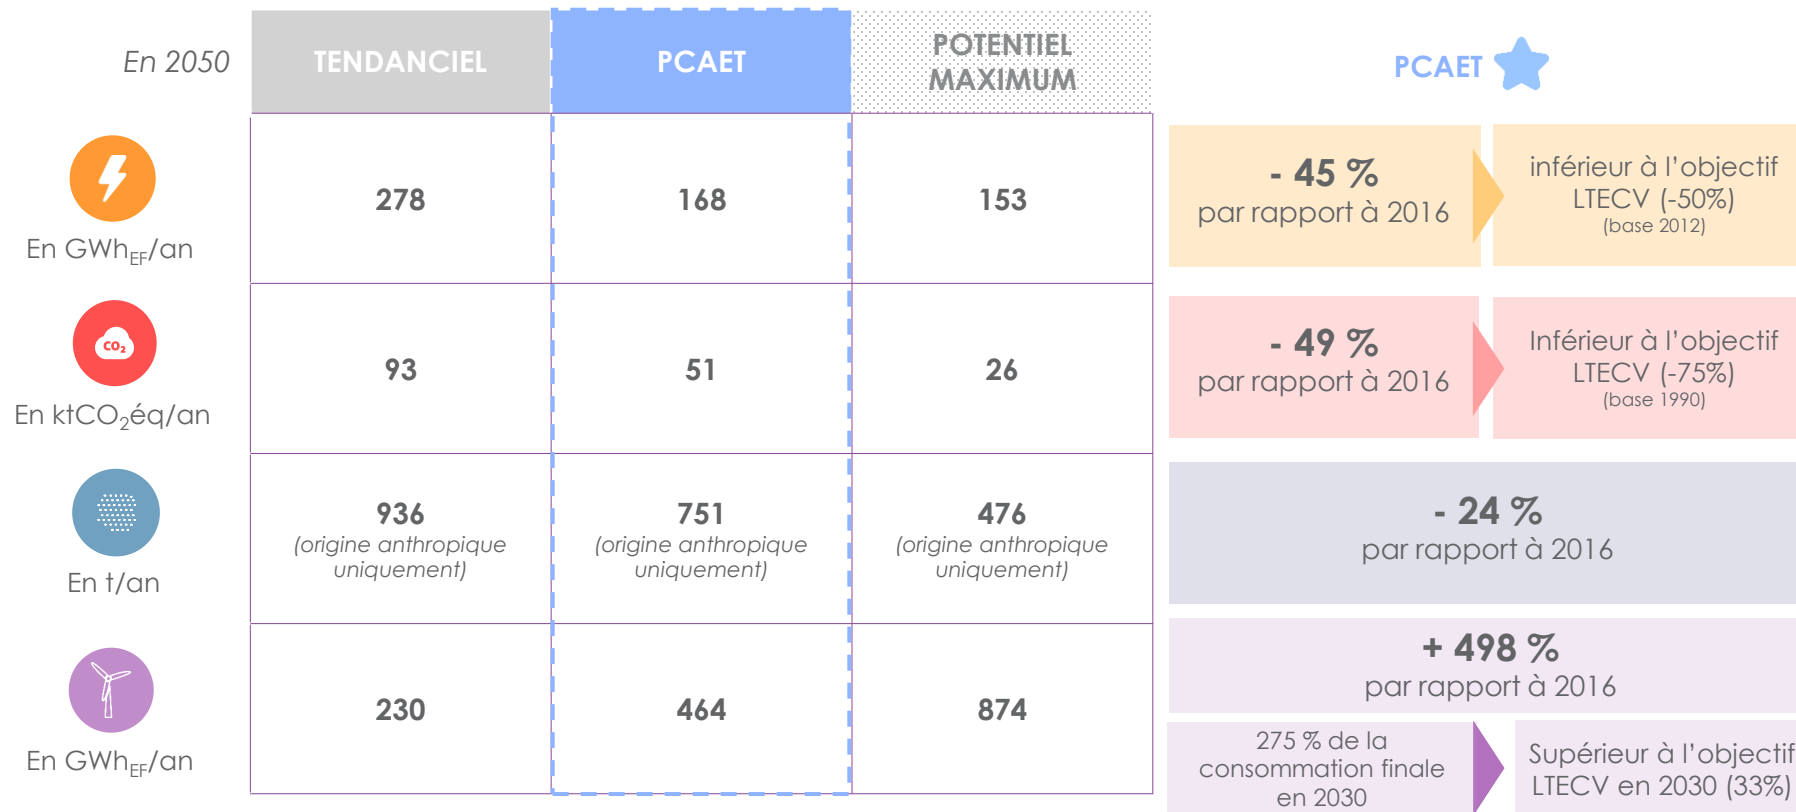 En 2050
TENDANCIEL
PCAET
POTENTIEL
MAXIMUM
PCAET
En GWhEF/an
278
168
153
- 45 %
par rapport à 2016
inférieur à l'objectif
LTECV (-50%)
(base 2012)
CO2
En ktCO2éq/an
93
51
26
- 49 %
par rapport à 2016
Inférieur à l'objectif
LTECV (-75%)
(base 1990)
En t/an
936
(origine anthropique
uniquement)
751
(origine anthropique
uniquement)
476
(origine anthropique
uniquement)
- 24 %
par rapport à 2016
En GWhEF/an
230
464
874
+ 498 %
par rapport à 2016
275 % de la
consommation finale
en 2030
Supérieur à l'objectif
LTECV en 2030 (33%)